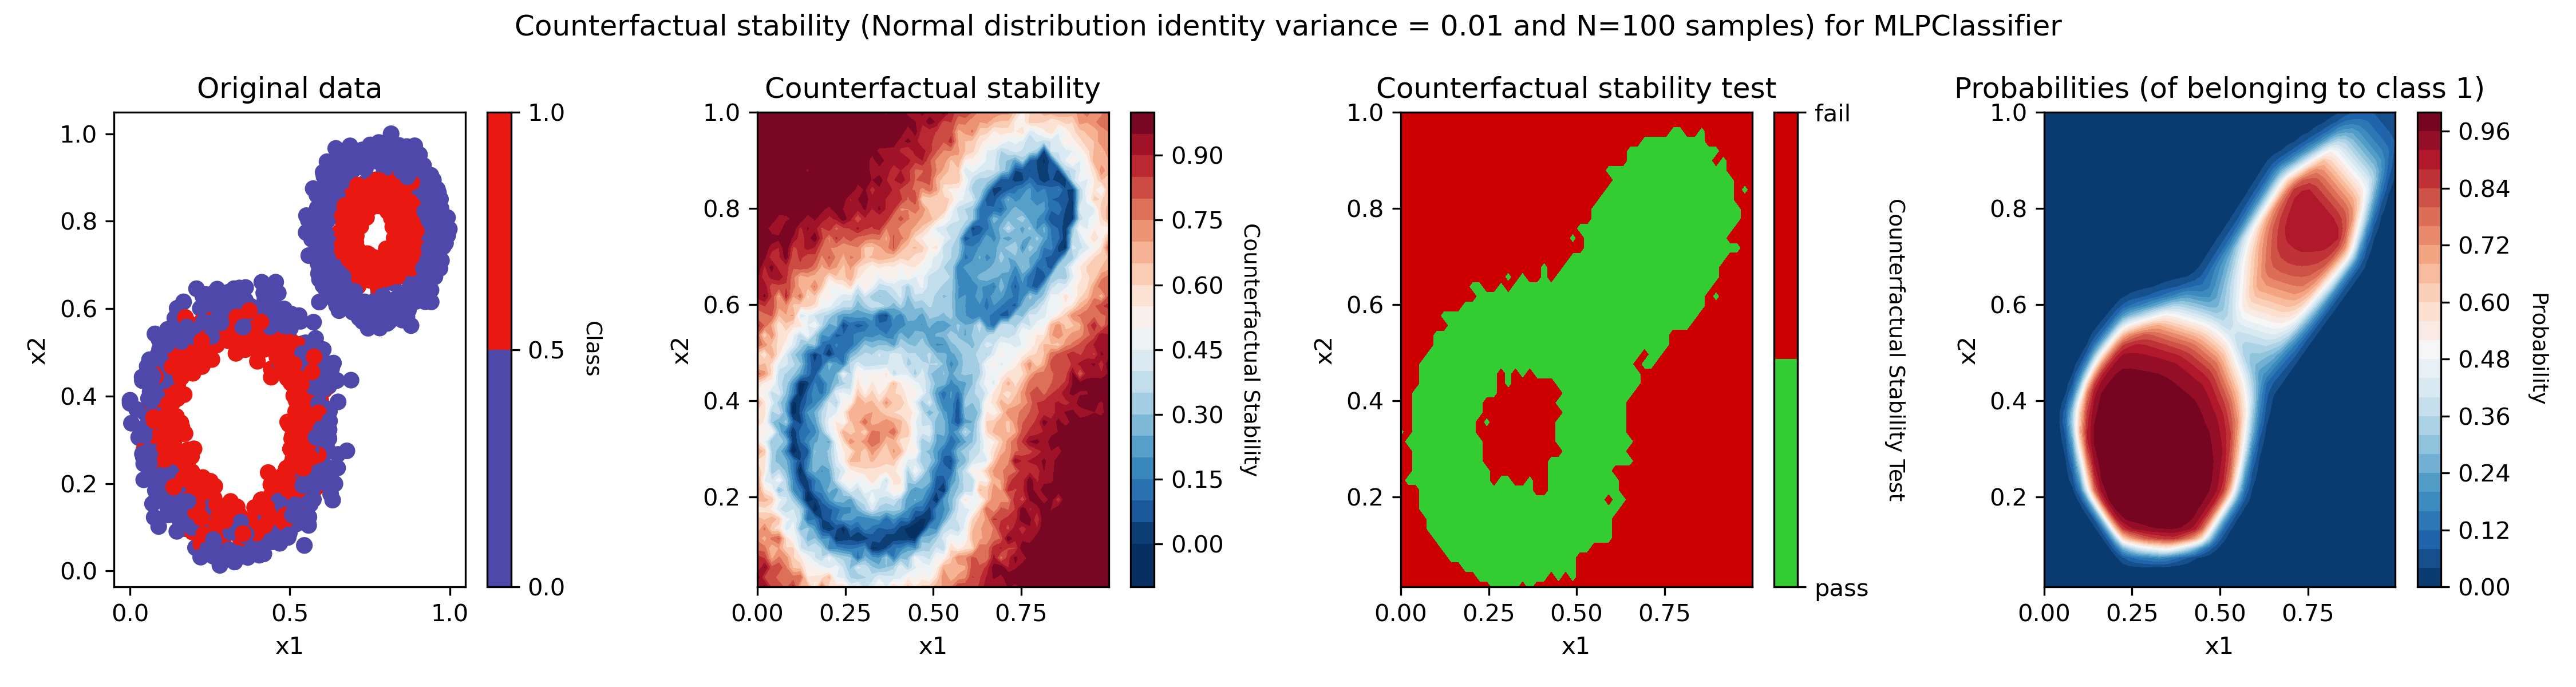 Counterfactual stability (Normal distribution identity variance = 0.01 and N=100 samples) for MLPClassifier
Original data
1.0
0.8
0.6
0.4
0.2
0.0
x2
0.0
0.5
1.0
x1
1.0
0.5
0.0
Class
Counterfactual stability
1.0
0.8
0.6
0.4
0.2
x2
0.00
0.25
0.50
0.75
x1
0.90
0.75
0.60
0.45
0.30
0.15
0.00
Counterfactual Stability
Counterfactual stability test
1.0
0.8
0.6
0.4
0.2
x2
0.00
0.25
0.50
0.75
x1
fail
pass
Counterfactual Stability Test
Probabilities (of belonging to class 1)
1.0
0.8
0.6
0.4
0.2
x2
0.00
0.25
0.50
0.75
x1
0.96
0.84
0.72
0.60
0.48
0.36
0.24
0.12
0.00
Probability